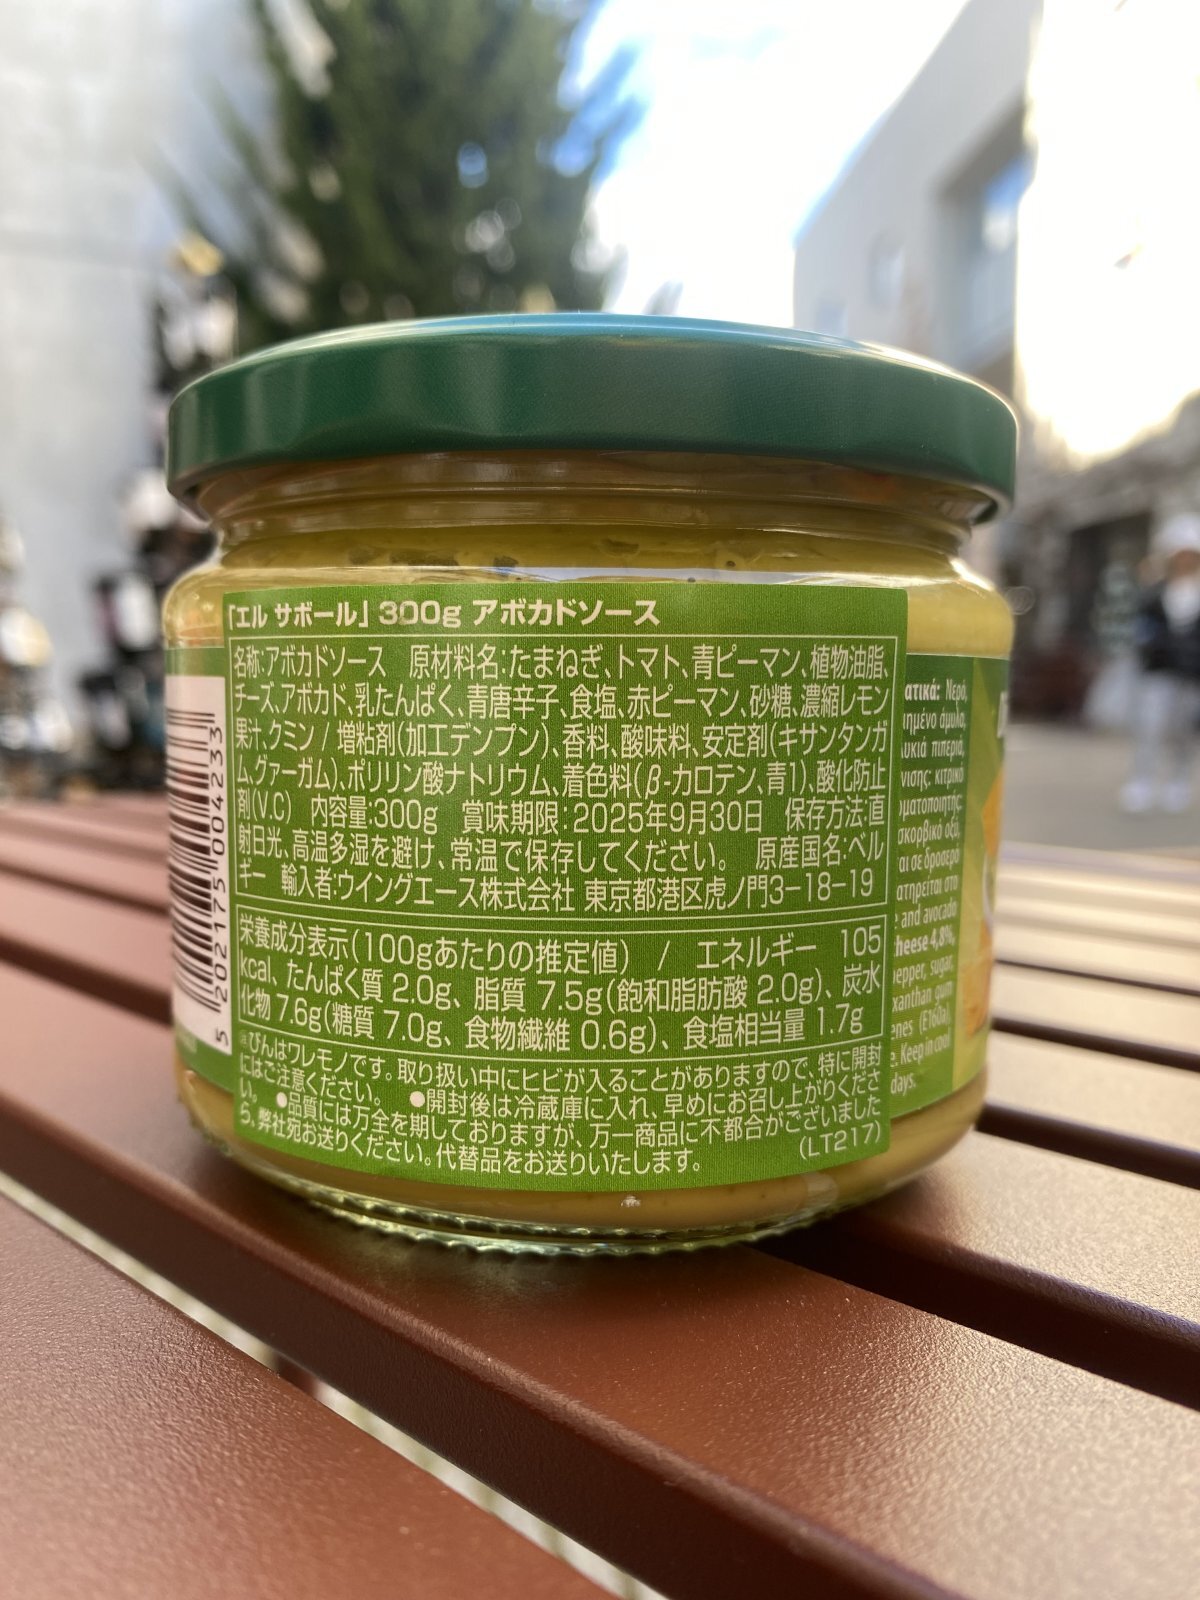 「エル サボール」 300g アボカドソース
名称:アボカドソース 原材料名:たまねぎ、トマト、青ピーマン、植物油脂、
チーズ、アボカド、乳たんぱく、青唐辛子、食塩、赤ピーマン、砂糖、濃縮レモン
果汁、クミン / 増粘剤(加工デンプン)、香料、酸味料、安定剤(キサンタンガ
ム、グァーガム)、ポリリン酸ナトリウム、着色料(β-カロテン、青1)、酸化防止
剤(V.C) 内容量:300g 賞味期限:2025年9月30日 保存方法:直
射日光、高温多湿を避け、常温で保存してください。 原産国名:ベル
ギー 輸入者:ウイングエース株式会社 東京都港区虎ノ門3-18-19
栄養成分表示(100gあたりの推定値) / エネルギー 105
kcal、たんぱく質 2.0g、脂質 7.5g(飽和脂肪酸 2.0g)、炭水
化物 7.6g(糖質 7.0g、食物繊維 0.6g)、食塩相当量 1.7g
びんはワレモノです。取り扱い中にヒビが入ることがありますので、特に開封
にはご注意ください。 ●開封後は冷蔵庫に入れ、早めにお召し上がりくださ
い。 ●品質には万全を期しておりますが、万一商品に不都合がございました
ら、弊社宛お送りください。代替品をお送りいたします。 (LT217)
5 202175 004233
Νερό,
άμυλο,
πιπεριά,
κιτρικό
σκορβικό οξύ,
αι σε δροσερό
ατηρείται στο
and avocado
cheese 4,8%,
pepper, sugar,
xanthan gum
(E160a),
Keep in cool
days.